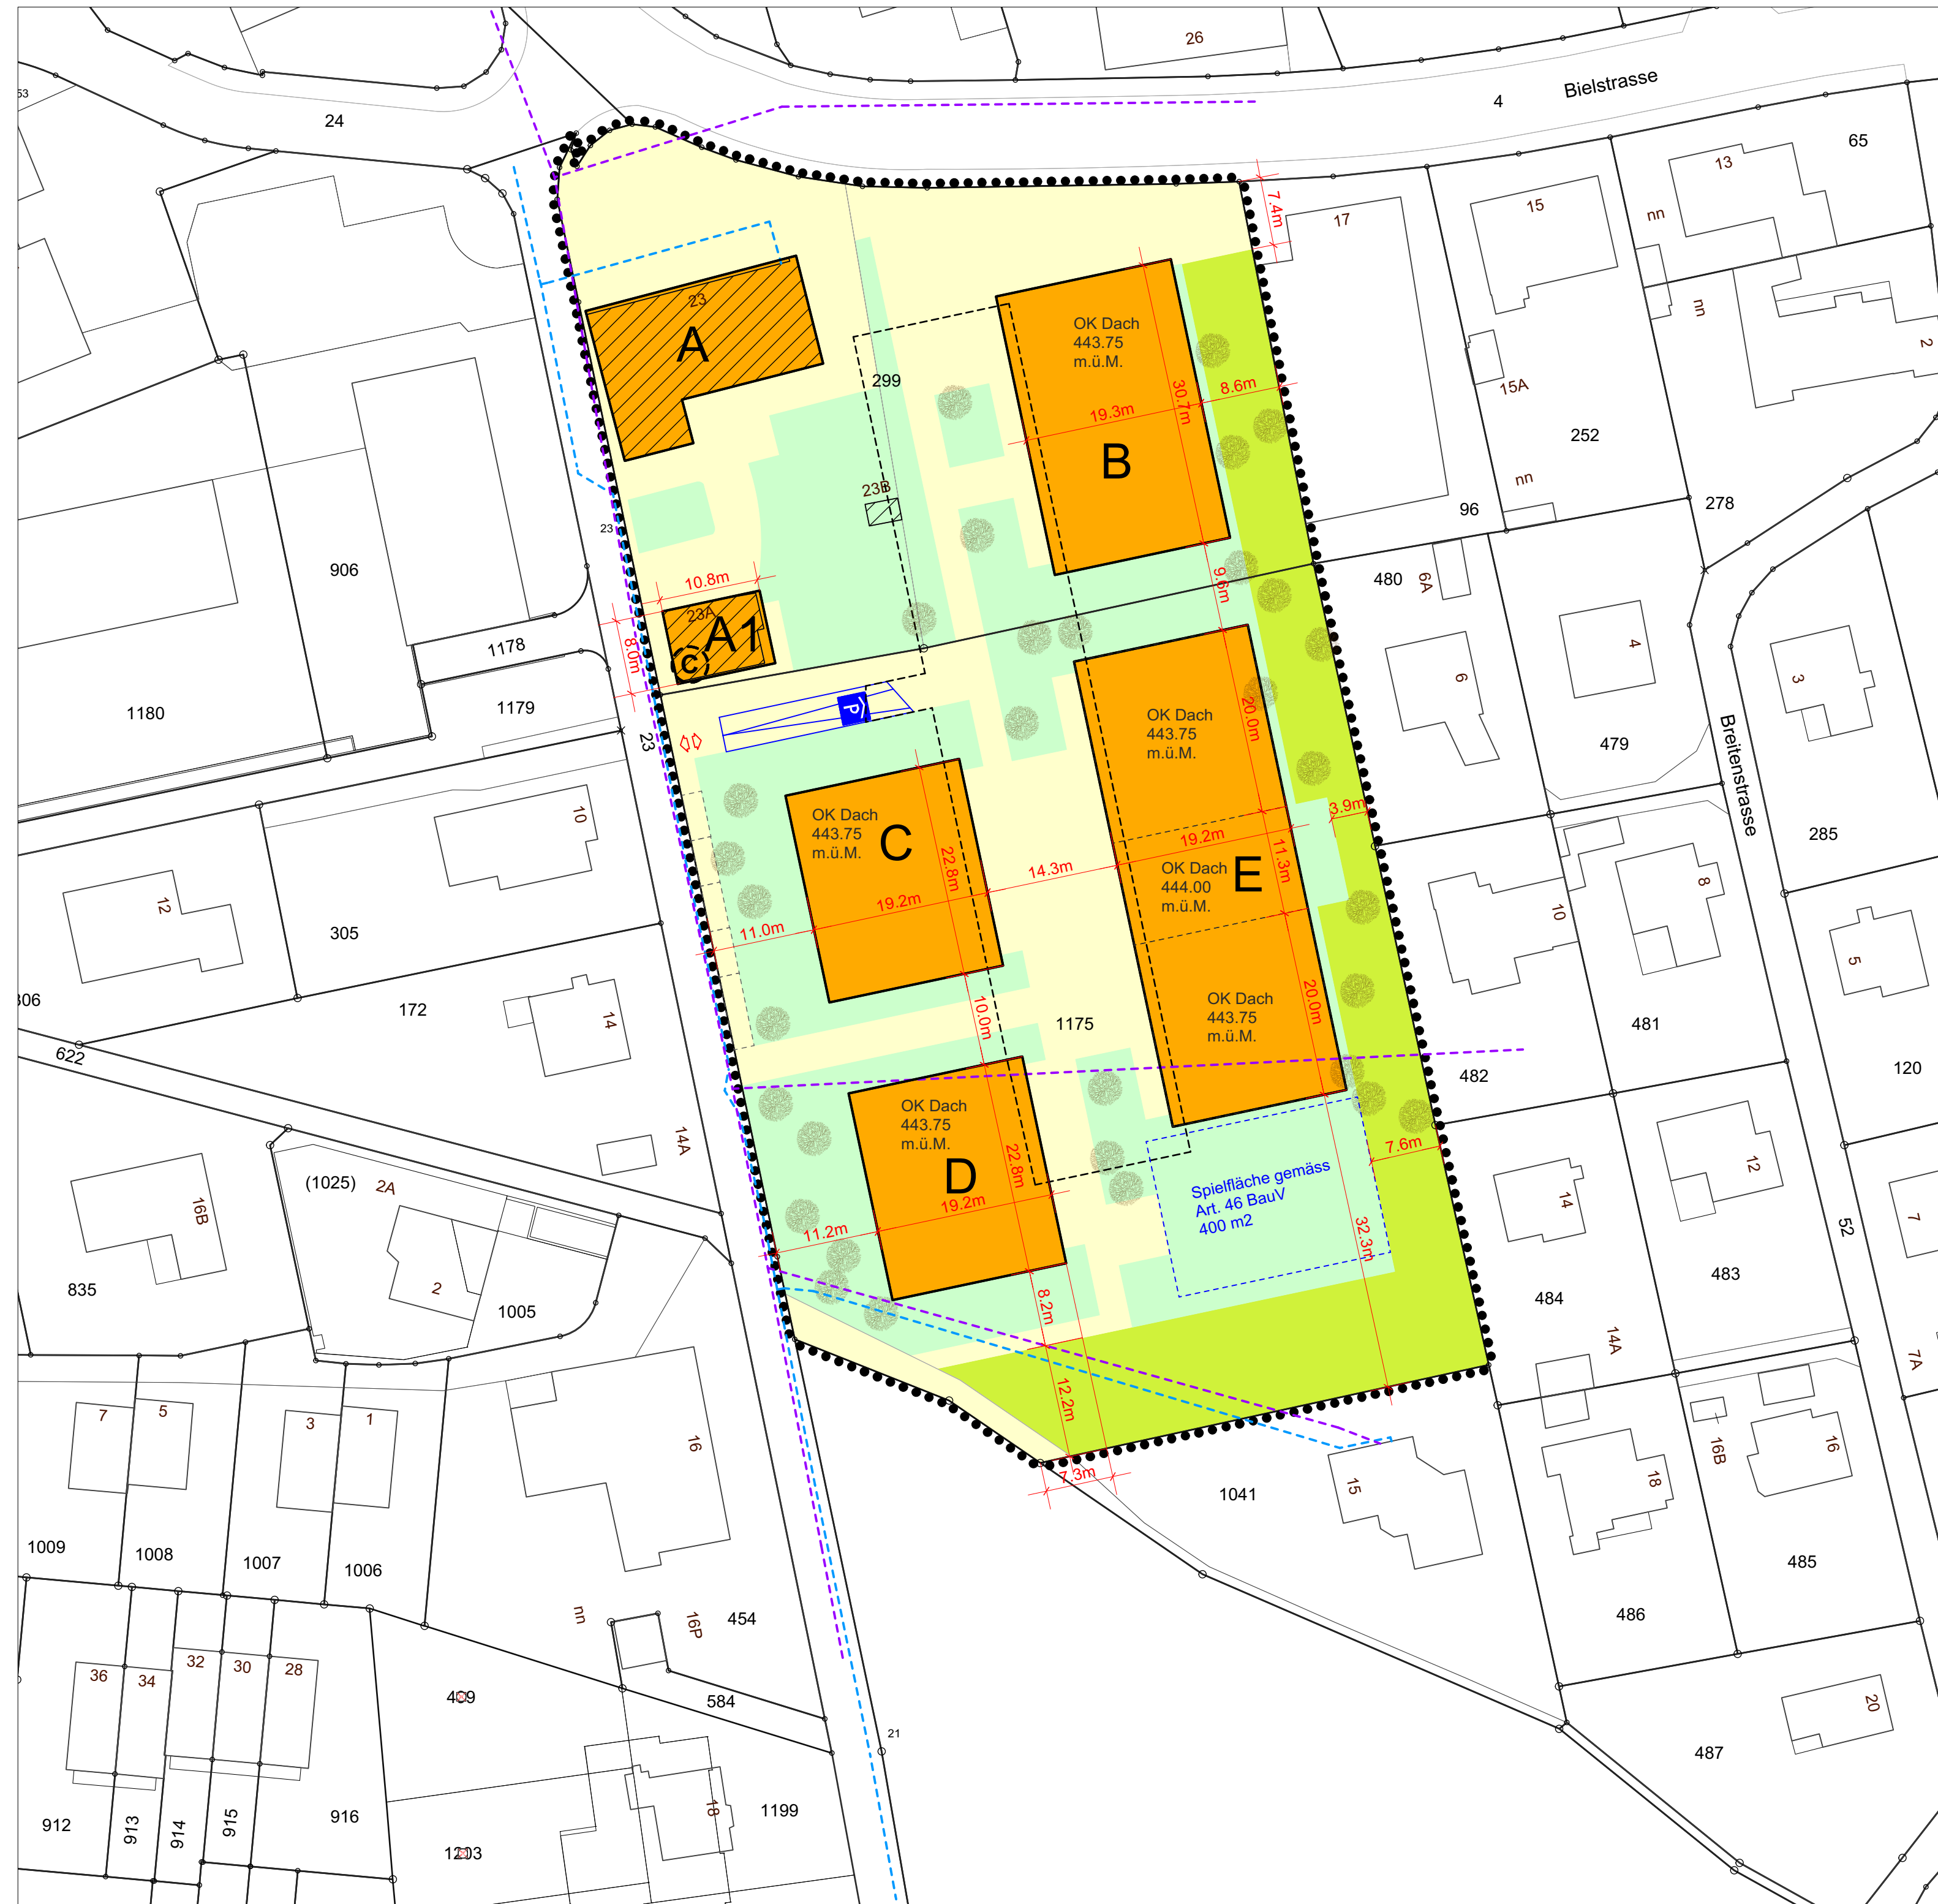 26
4
Bielstrasse
53
24
65
13
15
nn
17
7.4m
23
A
OK Dach
443.75
m.ü.M.
nn
2
299
30.7m
8.6m
15A
19.3m
252
B
23B
nn
278
96
23
906
9.6m
480
6A
10.8m
23A
A1
C
8.0m
1178
4
6
3
1179
1180
23
P
OK Dach
443.75
m.ü.M.
20.0m
479
Breitenstrasse
10
OK Dach
443.75
m.ü.M.
C
22.8m
3.9m
19.2m
285
11.3m
14.3m
OK Dach
444.00
m.ü.M.
E
8
12
19.2m
10
305
11.0m
5
306
172
14
10.0m
1175
OK Dach
443.75
m.ü.M.
20.0m
481
622
482
120
OK Dach
443.75
m.ü.M.
14A
7.6m
12
22.8m
D
(1025)
2A
16B
Spielfläche gemäss
Art. 46 BauV
400 m2
14
19.2m
11.2m
32.3m
52
7
835
2
1005
8.2m
483
484
14A
7A
12.2m
7
5
3
1
16
7.3m
15
1041
18
16B
16
1009
1008
1007
1006
485
nn
16P
454
486
36
34
32
30
28
409
584
20
21
487
912
913
914
915
916
18
1199
1203